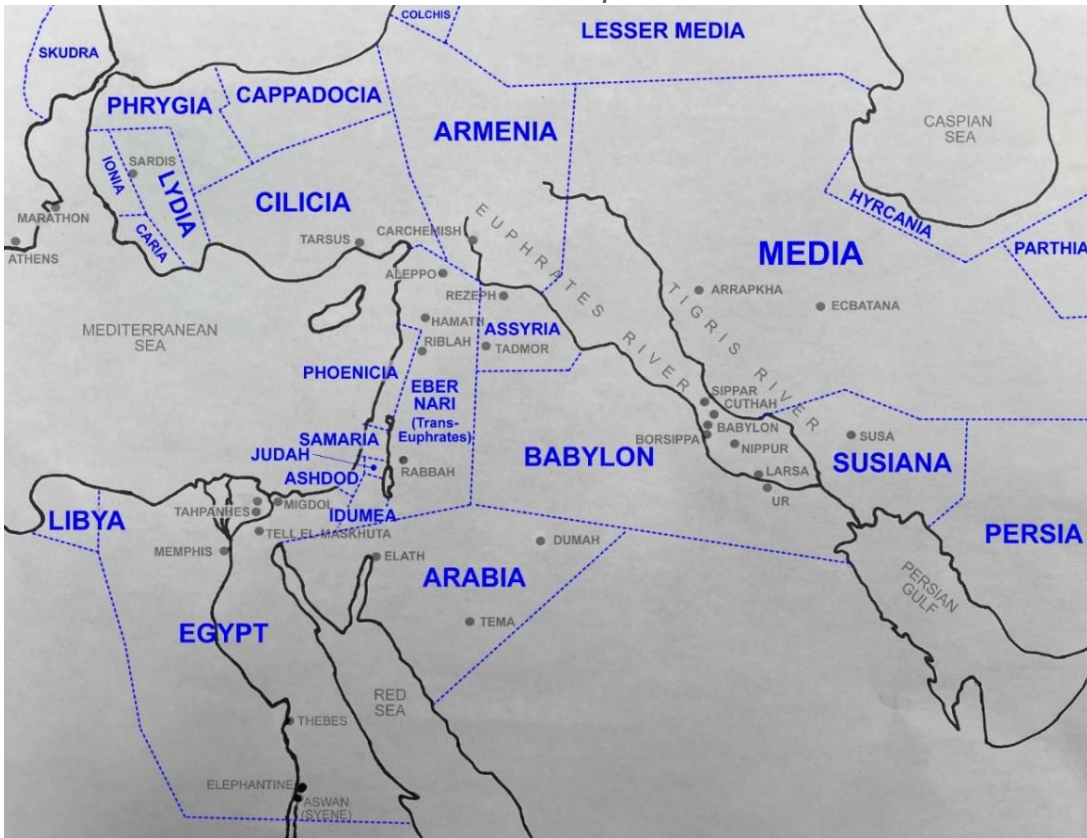 COLCHIS
LESSER MEDIA
SKUDRA
PHRYGIA
CAPPADOCIA
ARMENIA
CASPIAN
SEA
SARDIS
IONIA
LYDIA
CARIA
CILICIA
HYRCANIA
PARTHIA
MARATHON
ATHENS
TARSUS
CARCHEMISH
EUPHRATES RIVER
MEDIA
ALEPPO
REZEPH
ARRAPKHA
ECBATANA
TIGRIS RIVER
MEDITERRANEAN
SEA
HAMATH
ASSYRIA
RIBLAH
TADMOR
PHOENICIA
EBER
NARI
(Trans-
Euphrates)
SIPPAR
CUTHAH
BABYLON
BORSIPPA
NIPPUR
SUSA
SAMARIA
JUDAH
RABBAH
BABYLON
SUSIANA
ASHDOD
LARSA
UR
LIBYA
TAHPANHES
MIGDOL
IDUMEA
TELL EL-MASKHUTA
MEMPHIS
ELATH
DUMAH
PERSIA
ARABIA
PERSIAN
GULF
EGYPT
TEMA
RED
SEA
THEBES
ELEPHANTINE
ASWAN
(SYENE)